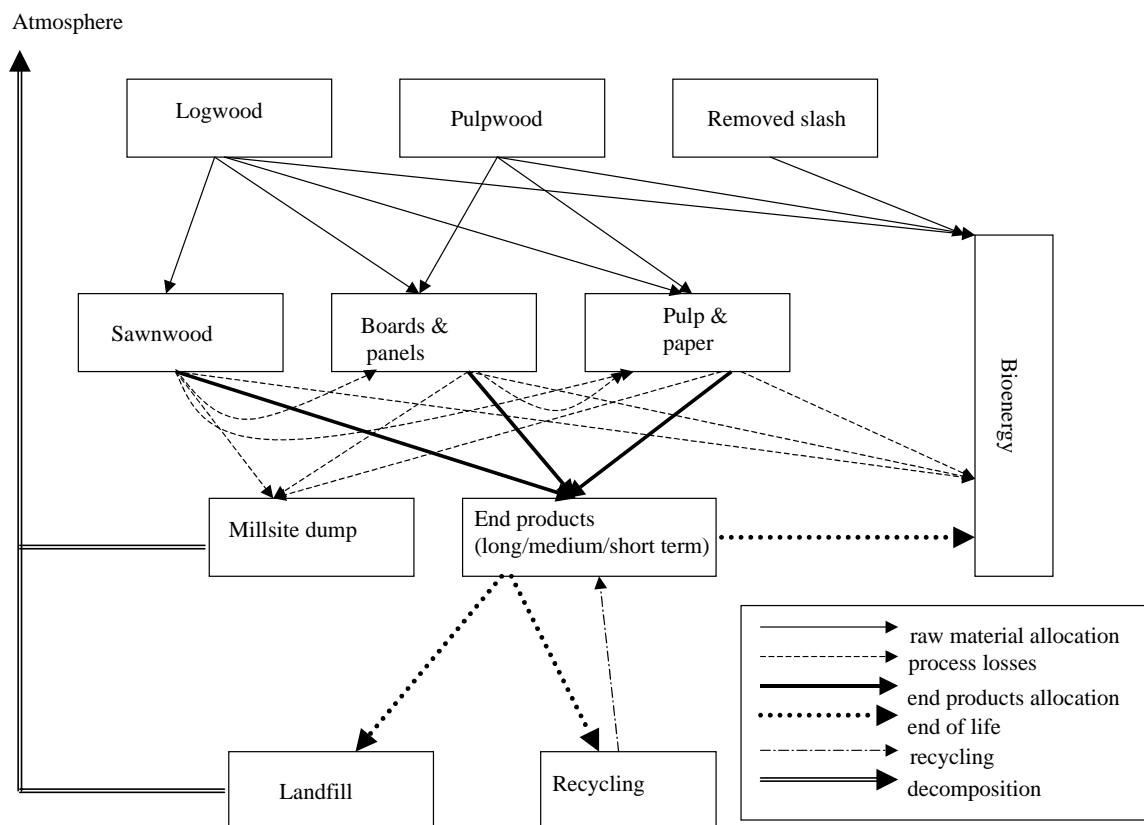 Atmosphere
Logwood
Pulpwood
Removed slash
Sawnwood
Boards &
panels
Pulp &
paper
Bioenergy
Millsite dump
End products
(long/medium/short term)
raw material allocation
process losses
end products allocation
end of life
recycling
decomposition
Landfill
Recycling